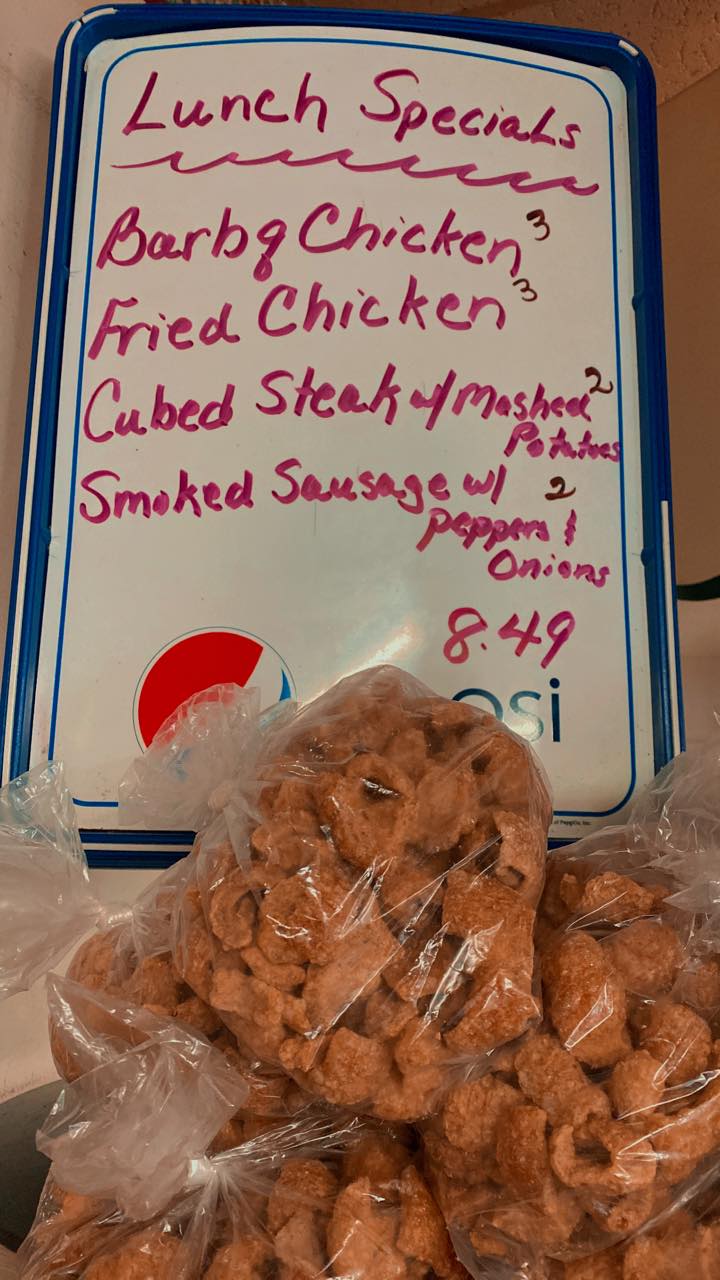 Lunch Specials
Barbq Chicken 3
Fried Chicken 3
Cubed Steak w/ Mashed 2
Potatoes
Smoked Sausage w/ 2
peppers &
Onions
8.49
psi